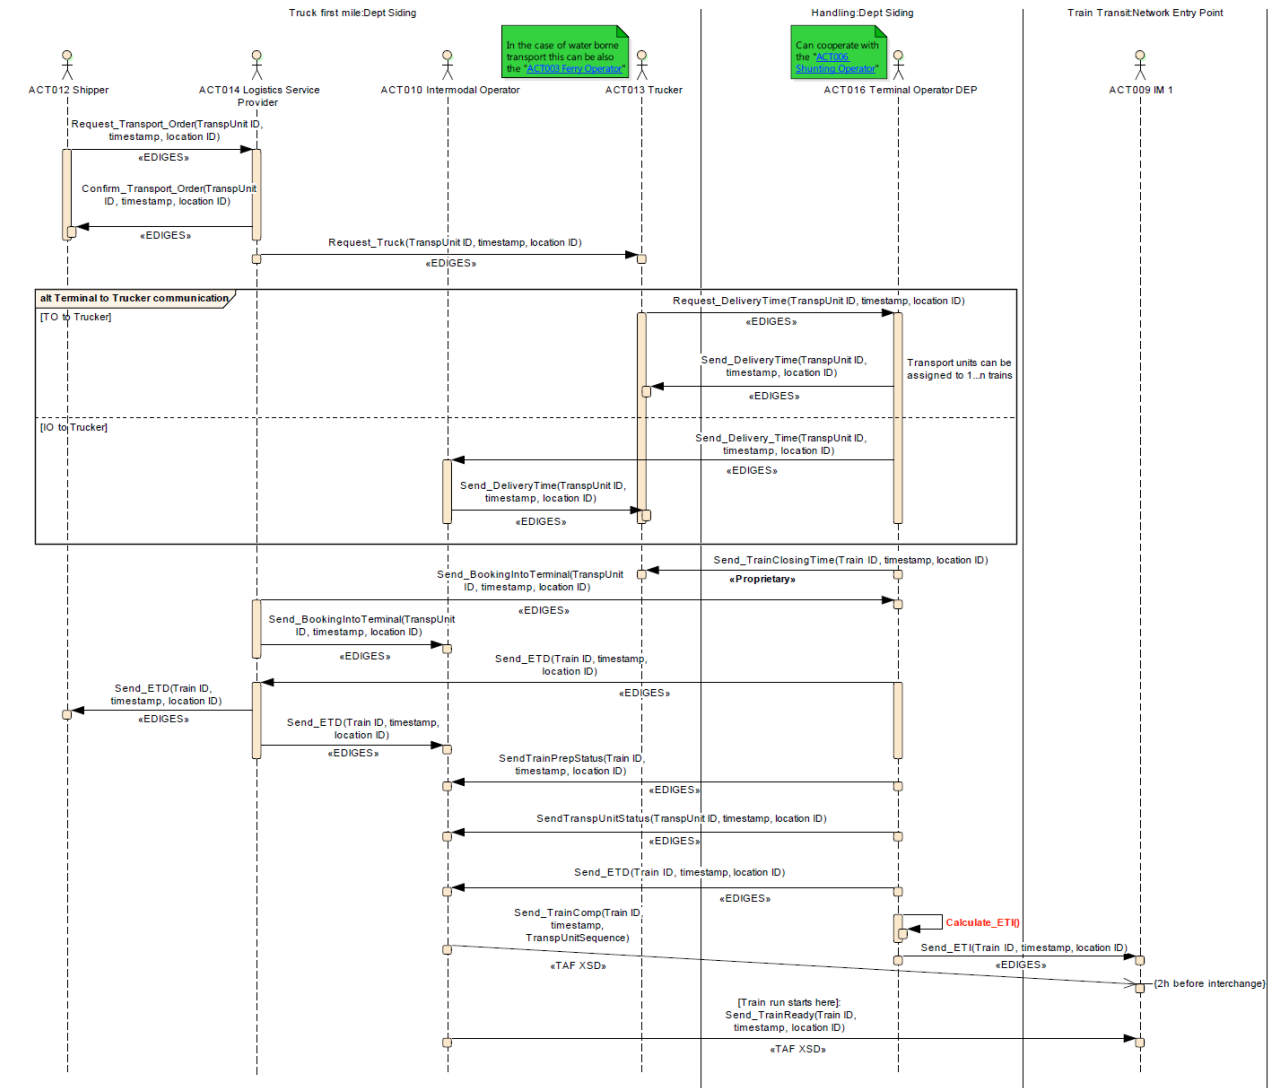 Truck first mile:Dept Siding
Handling:Dept Siding
Train Transit:Network Entry Point
In the case of water borne
transport this can be also
the "ACT003 Ferry Operator"
Can cooperate with
the "ACT006
Shunting Operator"
ACT012 Shipper
ACT014 Logistics Service
Provider
ACT010 Intermodal Operator
ACT013 Trucker
ACT016 Terminal Operator DEP
ACT009 IM 1
Request_Transport_Order(TranspUnit ID,
timestamp, location ID)
«EDIGES»
Confirm_Transport_Order(TranspUnit
ID, timestamp, location ID)
«EDIGES»
Request_Truck(TranspUnit ID, timestamp, location ID)
«EDIGES»
alt Terminal to Trucker communication
[TO to Trucker]
Request_DeliveryTime(TranspUnit ID, timestamp, location ID)
«EDIGES»
Send_DeliveryTime(TranspUnit ID,
timestamp, location ID)
«EDIGES»
Transport units can be
assigned to 1...n trains
[IO to Trucker]
Send_Delivery_Time(TranspUnit ID,
timestamp, location ID)
«EDIGES»
Send_DeliveryTime(TranspUnit ID,
timestamp, location ID)
«EDIGES»
Send_TrainClosingTime(Train ID, timestamp, location ID)
«Proprietary»
Send_BookingIntoTerminal(TranspUnit
ID, timestamp, location ID)
«EDIGES»
Send_BookingIntoTerminal(TranspUnit
ID, timestamp, location ID)
«EDIGES»
Send_ETD(Train ID, timestamp,
location ID)
«EDIGES»
Send_ETD(Train ID,
timestamp, location ID)
«EDIGES»
Send_ETD(Train ID, timestamp,
location ID)
«EDIGES»
SendTrainPrepStatus(Train ID,
timestamp, location ID)
«EDIGES»
SendTranspUnitStatus(TranspUnit ID, timestamp, location ID)
«EDIGES»
Send_ETD(Train ID, timestamp, location ID)
«EDIGES»
Calculate_ETI()
Send_TrainComp(Train ID,
timestamp,
TranspUnitSequence)
«TAF XSD»
Send_ETI(Train ID, timestamp, location ID)
«EDIGES»
{2h before interchange}
[Train run starts here]:
Send_TrainReady(Train ID,
timestamp, location ID)
«TAF XSD»